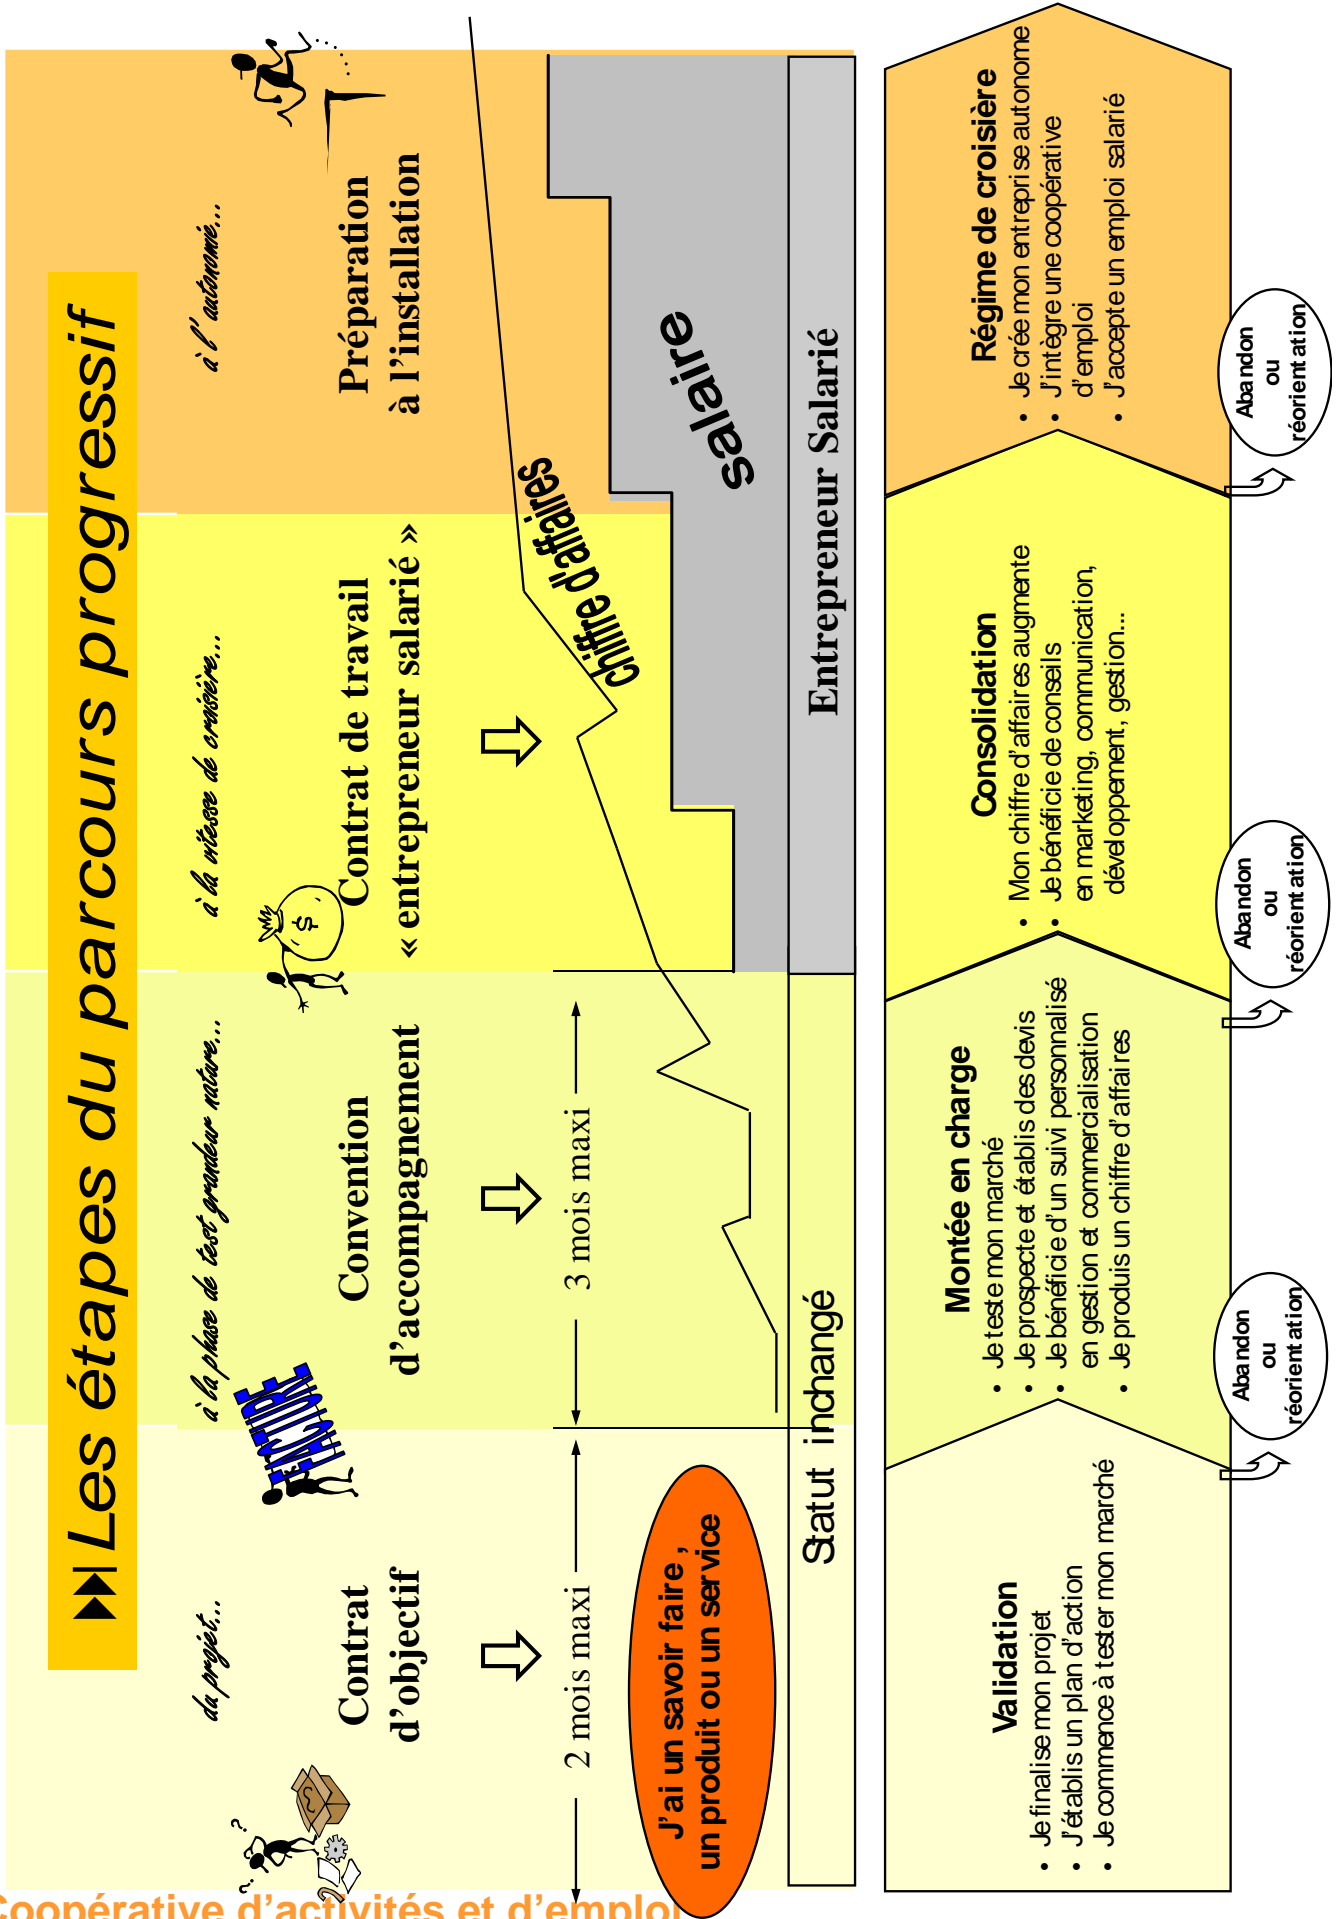 Les étapes du parcours progressif
du projet...
à la phase de test grandeur nature...
à la vitesse de croisière...
à l’ autonomie...
Contrat
d’objectif
Convention
d’accompagnement
Contrat de travail
« entrepreneur salarié »
Préparation
à l’installation
2 mois maxi
3 mois maxi
$
J’ai un savoir faire ,
un produit ou un service
chiffre d'affaires
salaire
Statut inchangé
Entrepreneur Salarié
Validation
• Je finalise mon projet
• J’établis un plan d’action
• Je commence à tester mon marché
Montée en charge
• Je teste mon marché
• Je prospecte et établis des devis
• Je bénéficie d’un suivi personnalisé
en gestion et commercialisation
• Je produis un chiffre d’affaires
Consolidation
• Mon chiffre d’affaires augmente
• Je bénéficie de conseils
en marketing, communication,
développement, gestion...
Régime de croisière
• Je crée mon entreprise autonome
• J’intègre une coopérative
d’emploi
• J’accepte un emploi salarié
Abandon
ou
réorientation
Abandon
ou
réorientation
Abandon
ou
réorientation
Coopérative d’activités et d’emploi